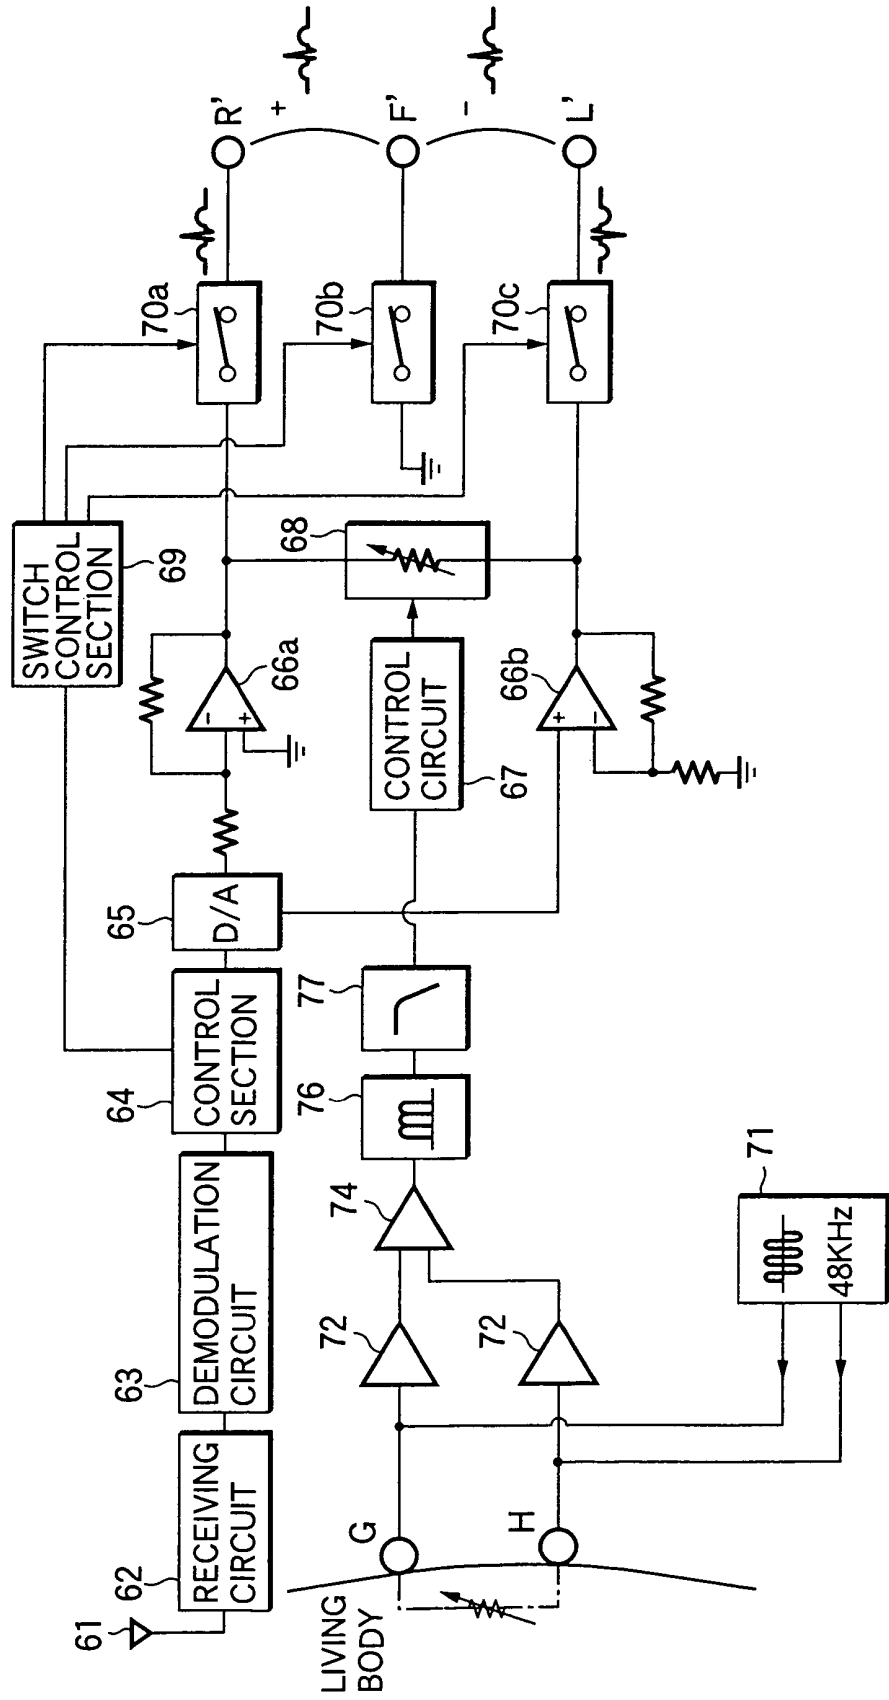 61
62
RECEIVING
CIRCUIT
63
DEMODULATION
CIRCUIT
64
CONTROL
SECTION
65
D/A
SWITCH
CONTROL
SECTION
69
-
+
66a
70a
R'
+
70b
F'
-
70c
L'
68
CONTROL
CIRCUIT
67
66b
+
-
77
76
74
72
72
G
H
LIVING
BODY
71
48KHz